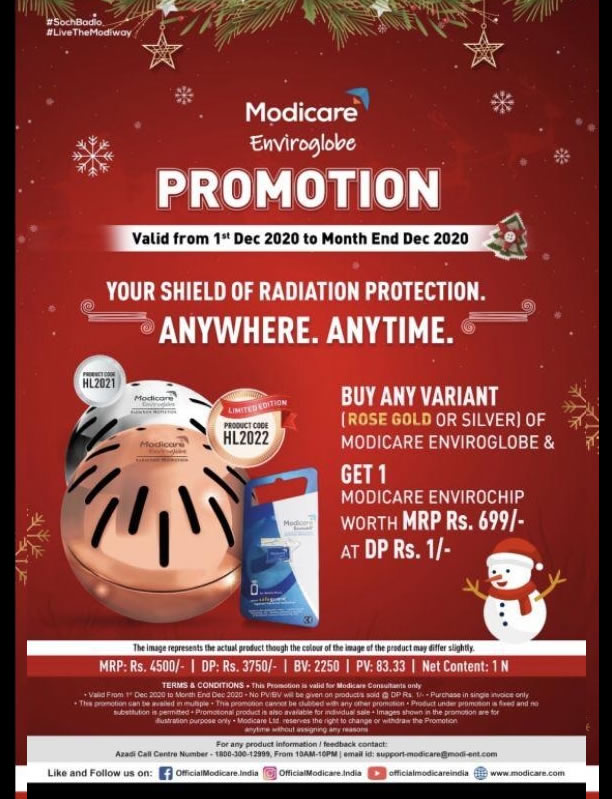 #SochBadlo
#LiveTheModiway
Modicare
Enviroglobe
PROMOTION
Valid from 1st Dec 2020 to Month End Dec 2020
YOUR SHIELD OF RADIATION PROTECTION.
ANYWHERE. ANYTIME.
PRODUCT CODE
HL2021
LIMITED EDITION
PRODUCT CODE
HL2022
Modicare
Enviroglobe
RADIATION PROTECTION
Modicare
Enviroglobe
RADIATION PROTECTION
Modicare
BUY ANY VARIANT
(ROSE GOLD OR SILVER) OF
MODICARE ENVIROGLOBE &
GET 1
MODICARE ENVIROCHIP
WORTH MRP Rs. 699/-
AT DP Rs. 1/-
The image represents the actual product though the colour of the image of the product may differ slightly.
MRP: Rs. 4500/- | DP: Rs. 3750/- | BV: 2250 | PV: 83.33 | Net Content: 1 N
TERMS & CONDITIONS • This Promotion is valid for Modicare Consultants only
• Valid From 1st Dec 2020 to Month End Dec 2020 • No PV/BV will be given on product/s sold @ DP Rs. 1/- • Purchase in single invoice only
• This promotion can be availed in multiple • This promotion cannot be clubbed with any other promotion • Product under promotion is fixed and no
substitution is permitted • Promotional product is also available for individual sale • Images shown in the promotion are for
illustration purpose only • Modicare Ltd. reserves the right to change or withdraw the Promotion
anytime without assigning any reasons
For any product information / feedback contact:
Azadi Call Centre Number - 1800-300-12999, From 10AM-10PM | email id: support-modicare@modi-ent.com
Like and Follow us on: OfficialModicare.India OfficialModicare.India officialmodicareindia www.modicare.com